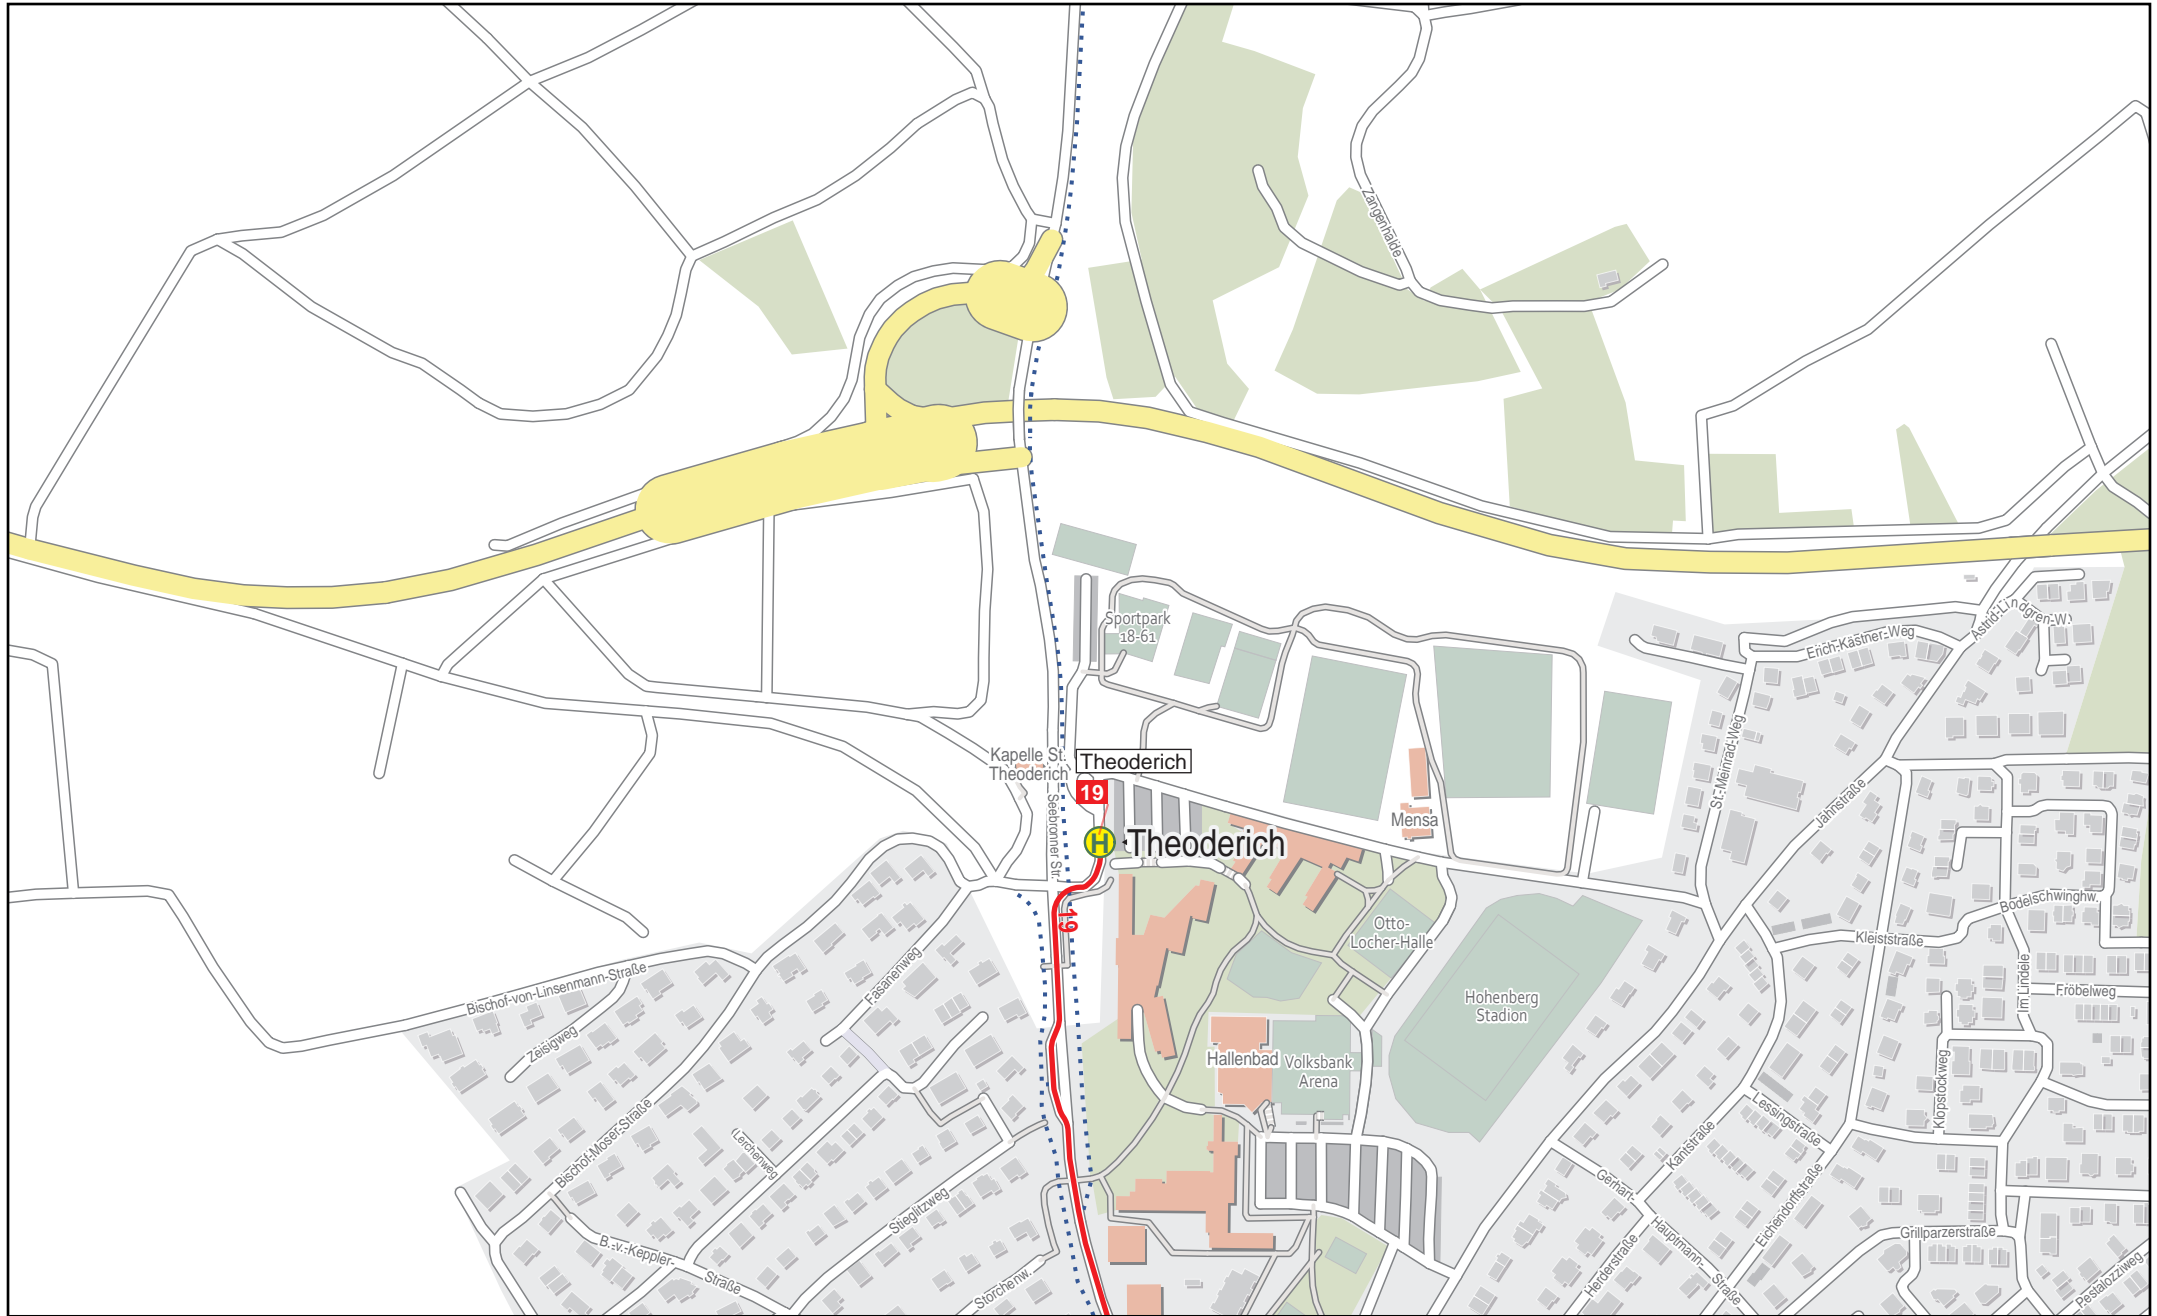 Zangenhalde
Sportpark
18-61
Astrid-Lindgren-W.
Erich-Kästner-Weg
St.-Meinrad-Weg
Jahnstraße
Kapelle St.
Theoderich
Theoderich
19
H
Theoderich
Seebronner Str.
19
Mensa
Otto-
Locher-Halle
Hohenberg
Stadion
Hallenbad
Volksbank
Arena
Bodelschwinghw.
Kleiststraße
Im Lindele
Fröbelweg
Klopstockweg
Lessingstraße
Kantstraße
Eichendorffstraße
Gerhart-
Hauptmann-
Straße
Herderstraße
Grillparzerstraße
Pestalozziweg
Bischof-von-Linsenmann-Straße
Zeisigweg
Fasanenweg
Bischof-Moser-Straße
Lerchenweg
Stieglitzweg
B.-v.-Keppler-
Straße
Storchenw.